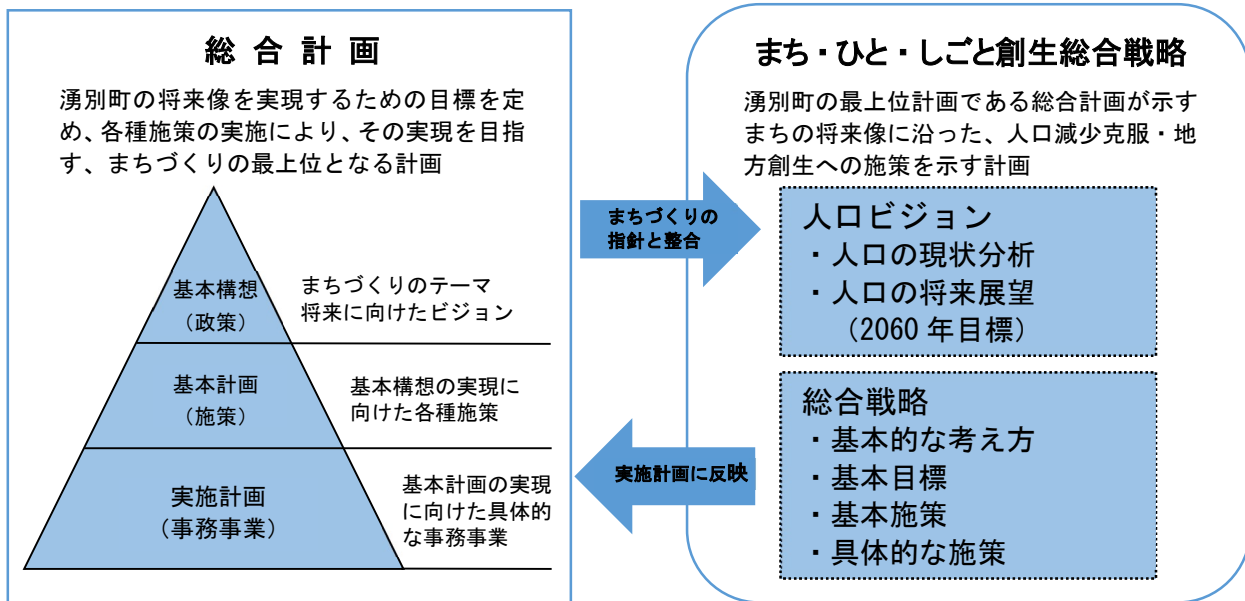 総合計画
湧別町の将来像を実現するための目標を定
め、各種施策の実施により、その実現を目指
す、まちづくりの最上位となる計画
基本構想
（政策）
まちづくりのテーマ
将来に向けたビジョン
基本計画
（施策）
基本構想の実現に
向けた各種施策
実施計画
（事務事業）
基本計画の実現
に向けた具体的
な事務事業
まちづくりの
指針と整合
実施計画に反映
まち・ひと・しごと創生総合戦略
湧別町の最上位計画である総合計画が示す
まちの将来像に沿った、人口減少克服・地
方創生への施策を示す計画
人口ビジョン
・人口の現状分析
・人口の将来展望
（2060 年目標）
総合戦略
・基本的な考え方
・基本目標
・基本施策
・具体的な施策